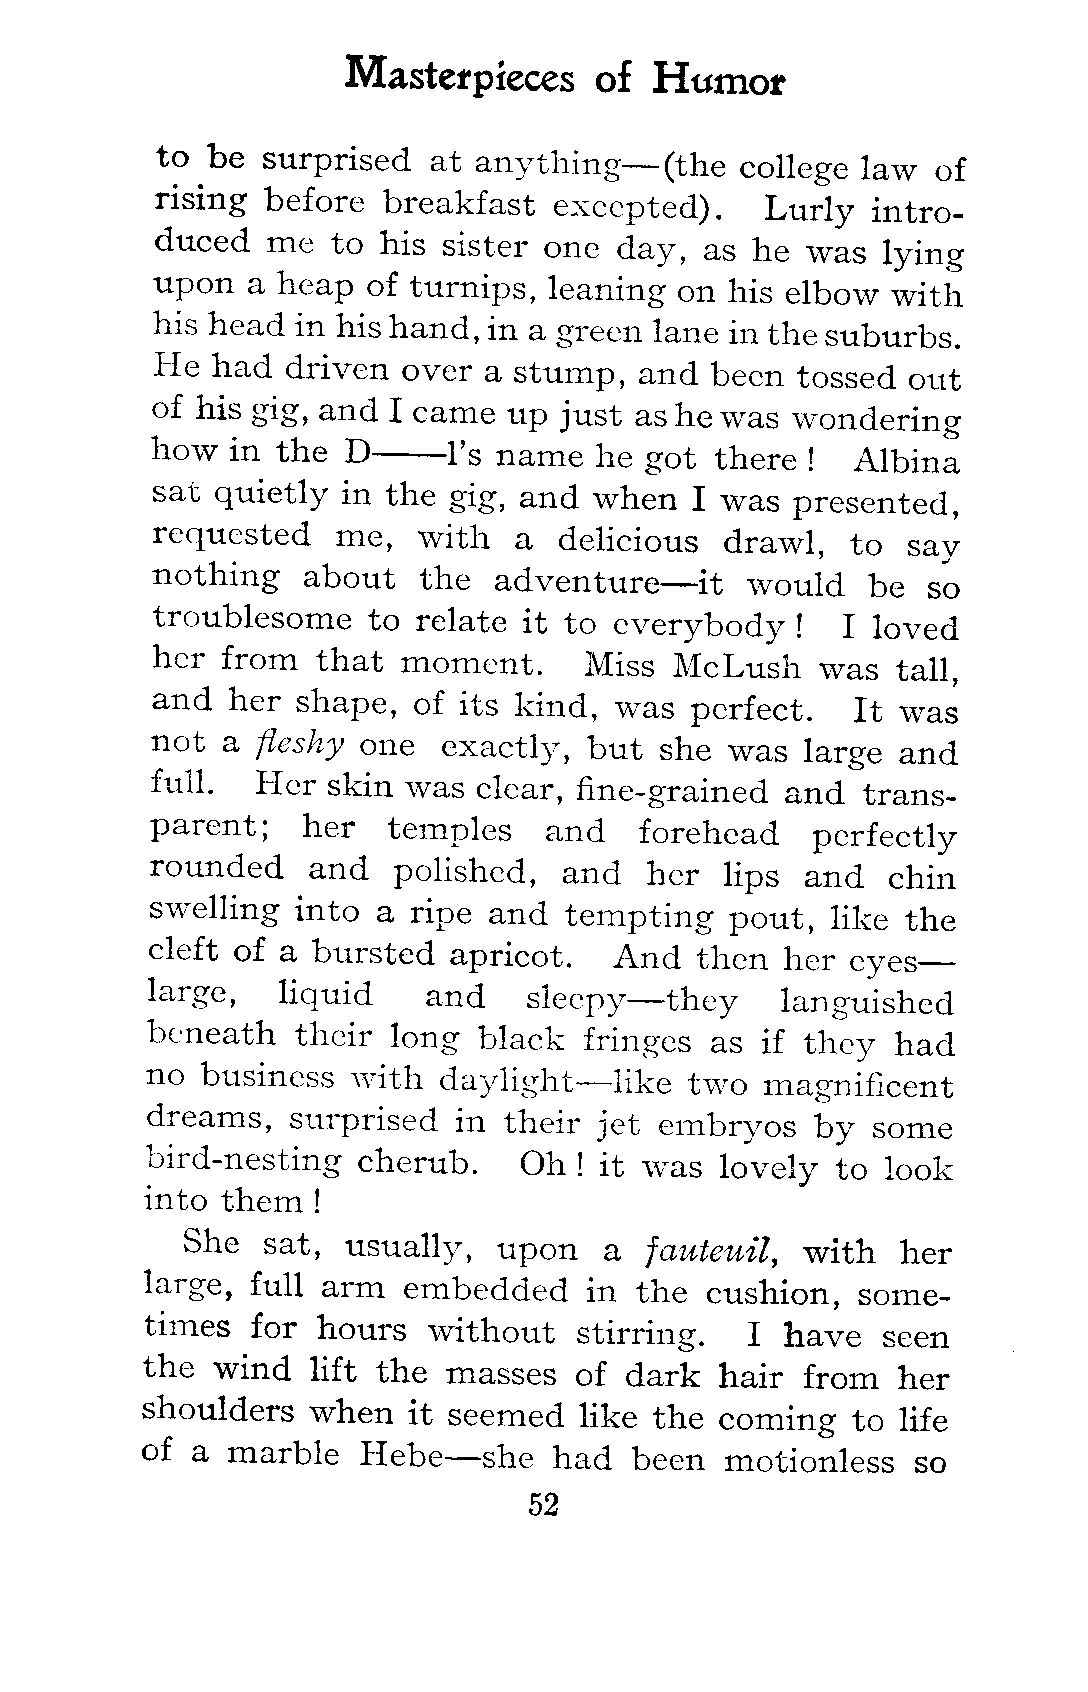 Masterpieces of Humor
to be surprised at anything—(the college law of
rising before breakfast excepted). Lurly intro-
duced me to his sister one day, as he was lying
upon a heap of turnips, leaning on his elbow with
his head in his hand, in a green lane in the suburbs.
He had driven over a stump, and been tossed out
of his gig, and I came up just as he was wondering
how in the D——l's name he got there! Albina
sat quietly in the gig, and when I was presented,
requested me, with a delicious drawl, to say
nothing about the adventure—it would be so
troublesome to relate it to everybody! I loved
her from that moment. Miss McLush was tall,
and her shape, of its kind, was perfect. It was
not a fleshy one exactly, but she was large and
full. Her skin was clear, fine-grained and trans-
parent; her temples and forehead perfectly
rounded and polished, and her lips and chin
swelling into a ripe and tempting pout, like the
cleft of a bursted apricot. And then her eyes—
large, liquid and sleepy—they languished
beneath their long black fringes as if they had
no business with daylight—like two magnificent
dreams, surprised in their jet embryos by some
bird-nesting cherub. Oh! it was lovely to look
into them!
She sat, usually, upon a fauteuil, with her
large, full arm embedded in the cushion, some-
times for hours without stirring. I have seen
the wind lift the masses of dark hair from her
shoulders when it seemed like the coming to life
of a marble Hebe—she had been motionless so
52